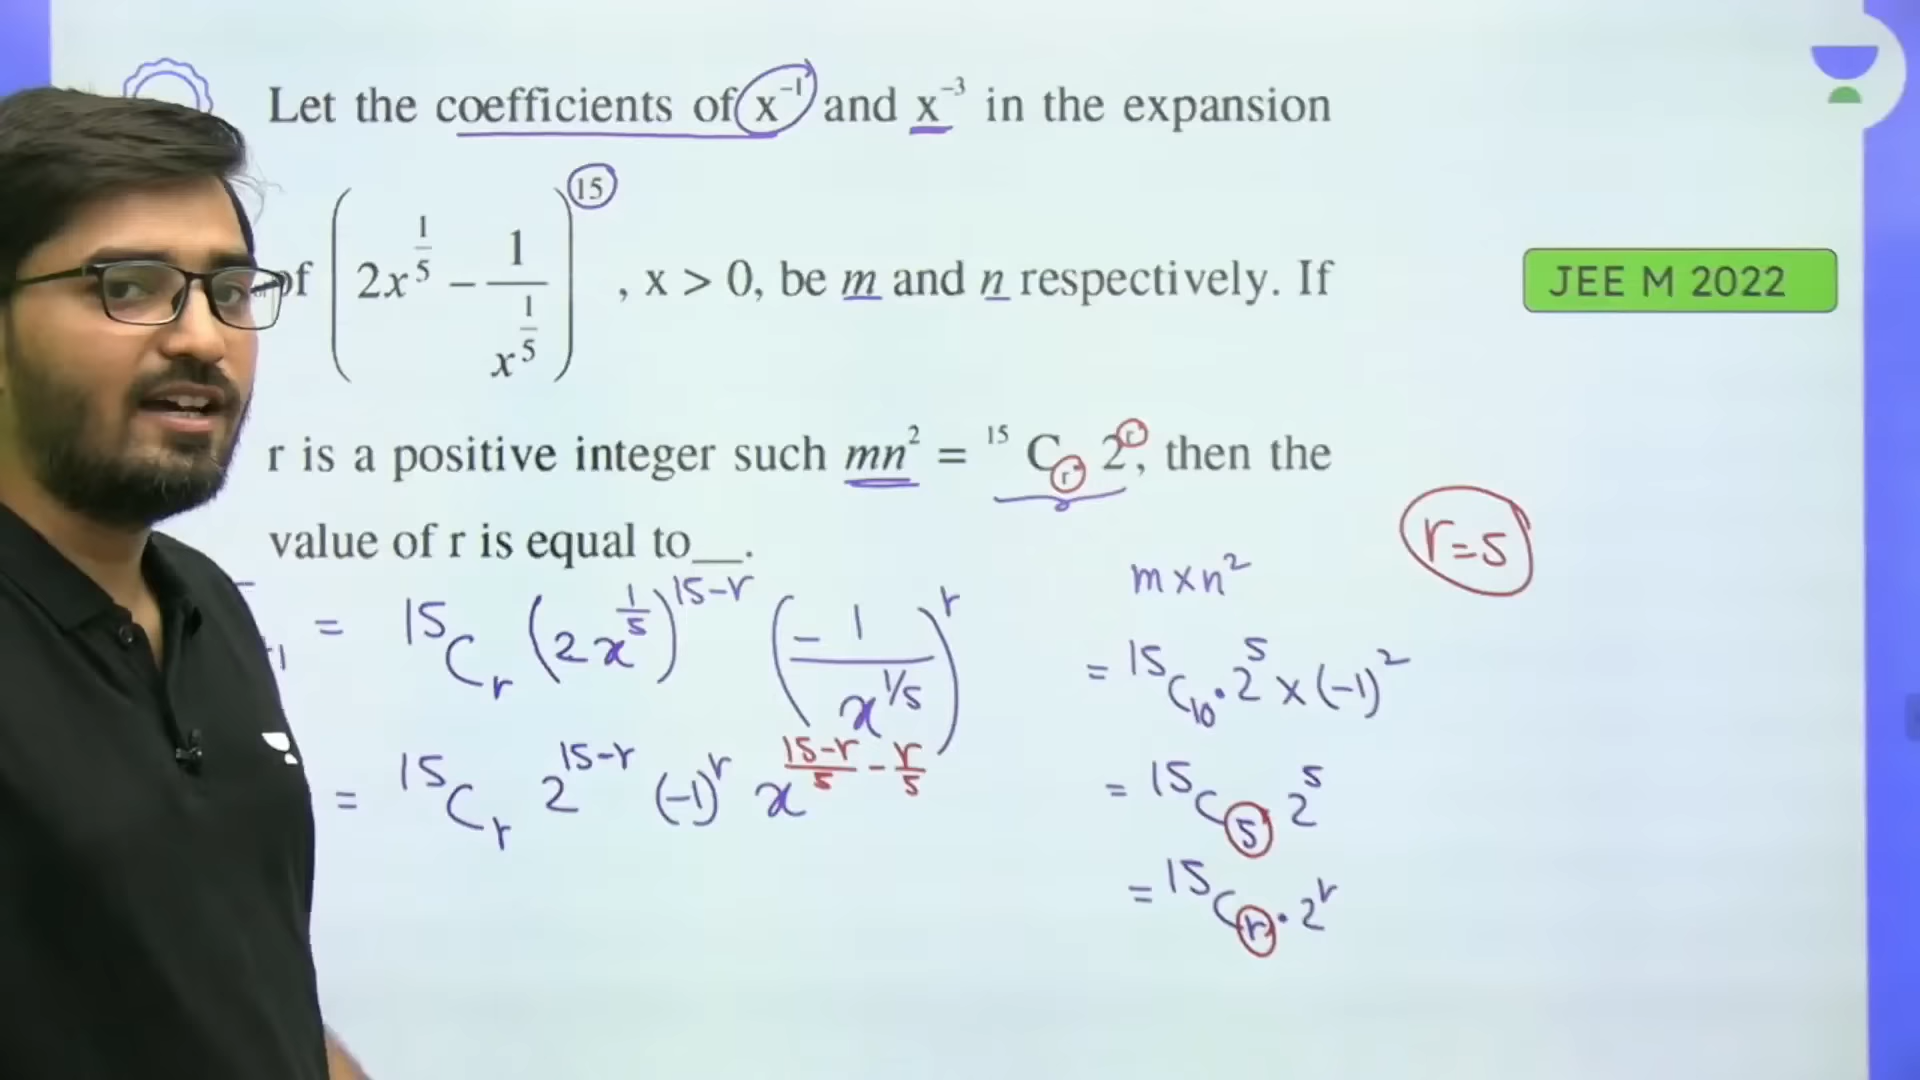 Let the coefficients of x⁻¹ and x⁻³ in the expansion
of (2x^(1/5) − 1/x^(1/5))^15, x > 0, be m and n respectively. If
JEE M 2022
r is a positive integer such mn² = ¹⁵C_r 2^r, then the
value of r is equal to__.
r=5
= ¹⁵C_r (2x^(1/5))^(15-r) (-1/x^(1/5))^r
= ¹⁵C_r 2^(15-r) (-1)^r x^((15-r)/5 - r/5)
m×n²
= ¹⁵C₁₀·2⁵×(-1)²
= ¹⁵C₅ 2⁵
= ¹⁵C_r·2^r